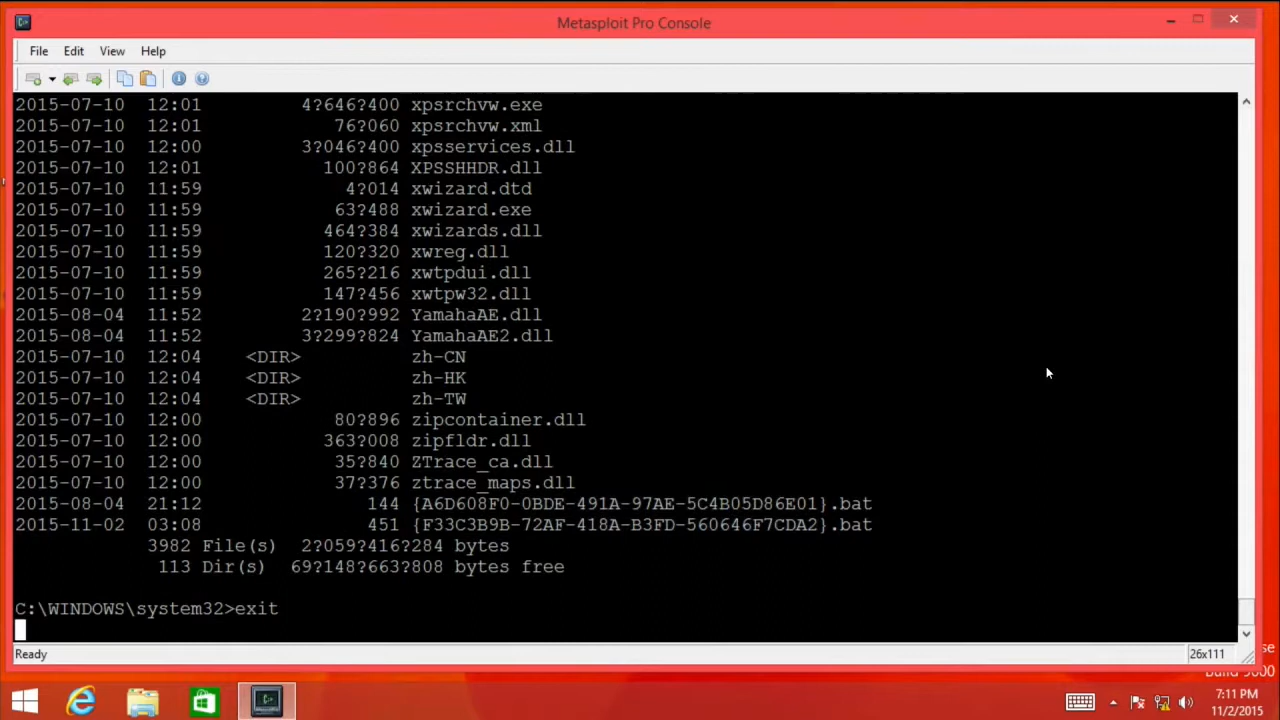 Metasploit Pro Console
File Edit View Help
2015-07-10 12:01 4?646?400 xpsrchvw.exe
2015-07-10 12:01 76?060 xpsrchvw.xml
2015-07-10 12:00 3?046?400 xpsservices.dll
2015-07-10 12:01 100?864 XPSSHHDR.dll
2015-07-10 11:59 4?014 xwizard.dtd
2015-07-10 11:59 63?488 xwizard.exe
2015-07-10 11:59 464?384 xwizards.dll
2015-07-10 11:59 120?320 xwreg.dll
2015-07-10 11:59 265?216 xwtpdui.dll
2015-07-10 11:59 147?456 xwtpw32.dll
2015-08-04 11:52 2?190?992 YamahaAE.dll
2015-08-04 11:52 3?299?824 YamahaAE2.dll
2015-07-10 12:04 <DIR> zh-CN
2015-07-10 12:04 <DIR> zh-HK
2015-07-10 12:04 <DIR> zh-TW
2015-07-10 12:00 80?896 zipcontainer.dll
2015-07-10 12:00 363?008 zipfldr.dll
2015-07-10 12:00 35?840 ZTrace_ca.dll
2015-07-10 12:00 37?376 ztrace_maps.dll
2015-08-04 21:12 144 {A6D608F0-0BDE-491A-97AE-5C4B05D86E01}.bat
2015-11-02 03:08 451 {F33C3B9B-72AF-418A-B3FD-560646F7CDA2}.bat
3982 File(s) 2?059?416?284 bytes
113 Dir(s) 69?148?663?808 bytes free
C:\WINDOWS\system32>exit
Ready 26x111
7:11 PM
11/2/2015